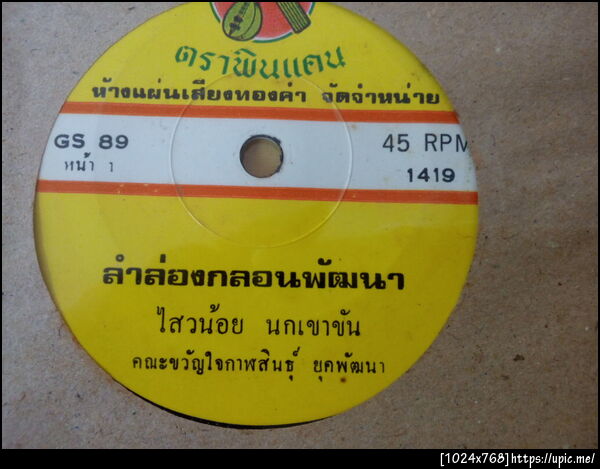 ตราพินแคน
ห้างแผ่นเสียงทองคำ จัดจำหน่าย
GS 89
45 RPM
หน้า 1
1419
ลำล่องกลอนพัฒนา
ไสวน้อย นกเขาขัน
คณะขวัญใจกาฬสินธุ์ ยุคพัฒนา
[1024x768]https://upic.me/